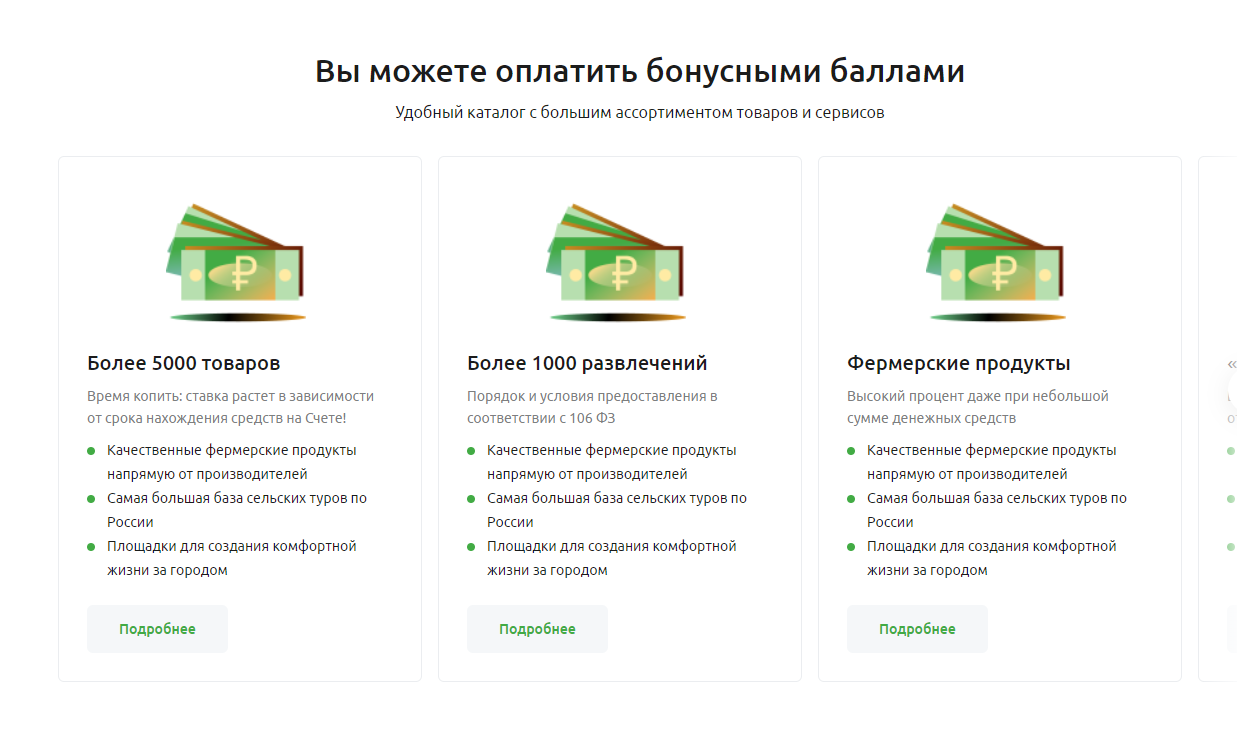 Вы можете оплатить бонусными баллами
Удобный каталог с большим ассортиментом товаров и сервисов
Более 5000 товаров
Время копить: ставка растет в зависимости
от срока нахождения средств на Счете!
Качественные фермерские продукты
напрямую от производителей
Самая большая база сельских туров по
России
Площадки для создания комфортной
жизни за городом
Подробнее
Более 1000 развлечений
Порядок и условия предоставления в
соответствии с 106 ФЗ
Качественные фермерские продукты
напрямую от производителей
Самая большая база сельских туров по
России
Площадки для создания комфортной
жизни за городом
Подробнее
Фермерские продукты
Высокий процент даже при небольшой
сумме денежных средств
Качественные фермерские продукты
напрямую от производителей
Самая большая база сельских туров по
России
Площадки для создания комфортной
жизни за городом
Подробнее